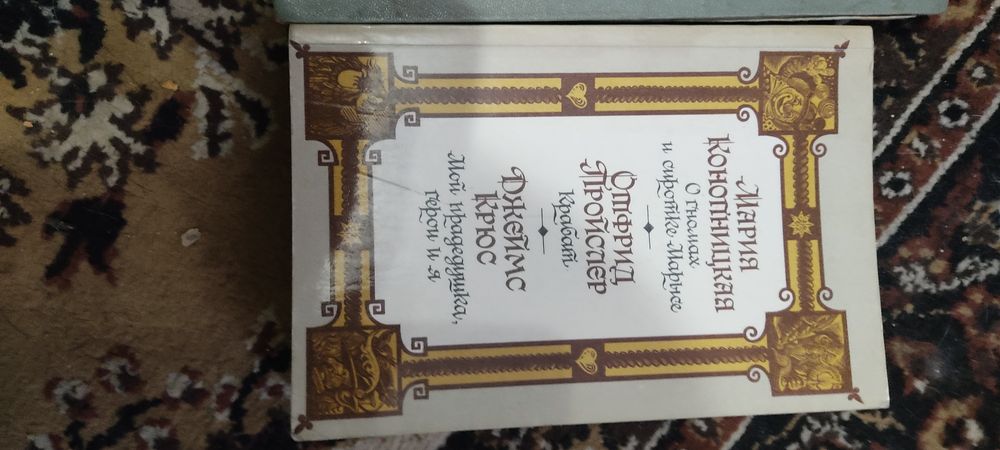 Мария
Конопницкая
О гномах
и сиротке Марысе
Отфрид
Пройслер
Крабат
Джеймс
Крюс
Мой прадедушка,
герои и я